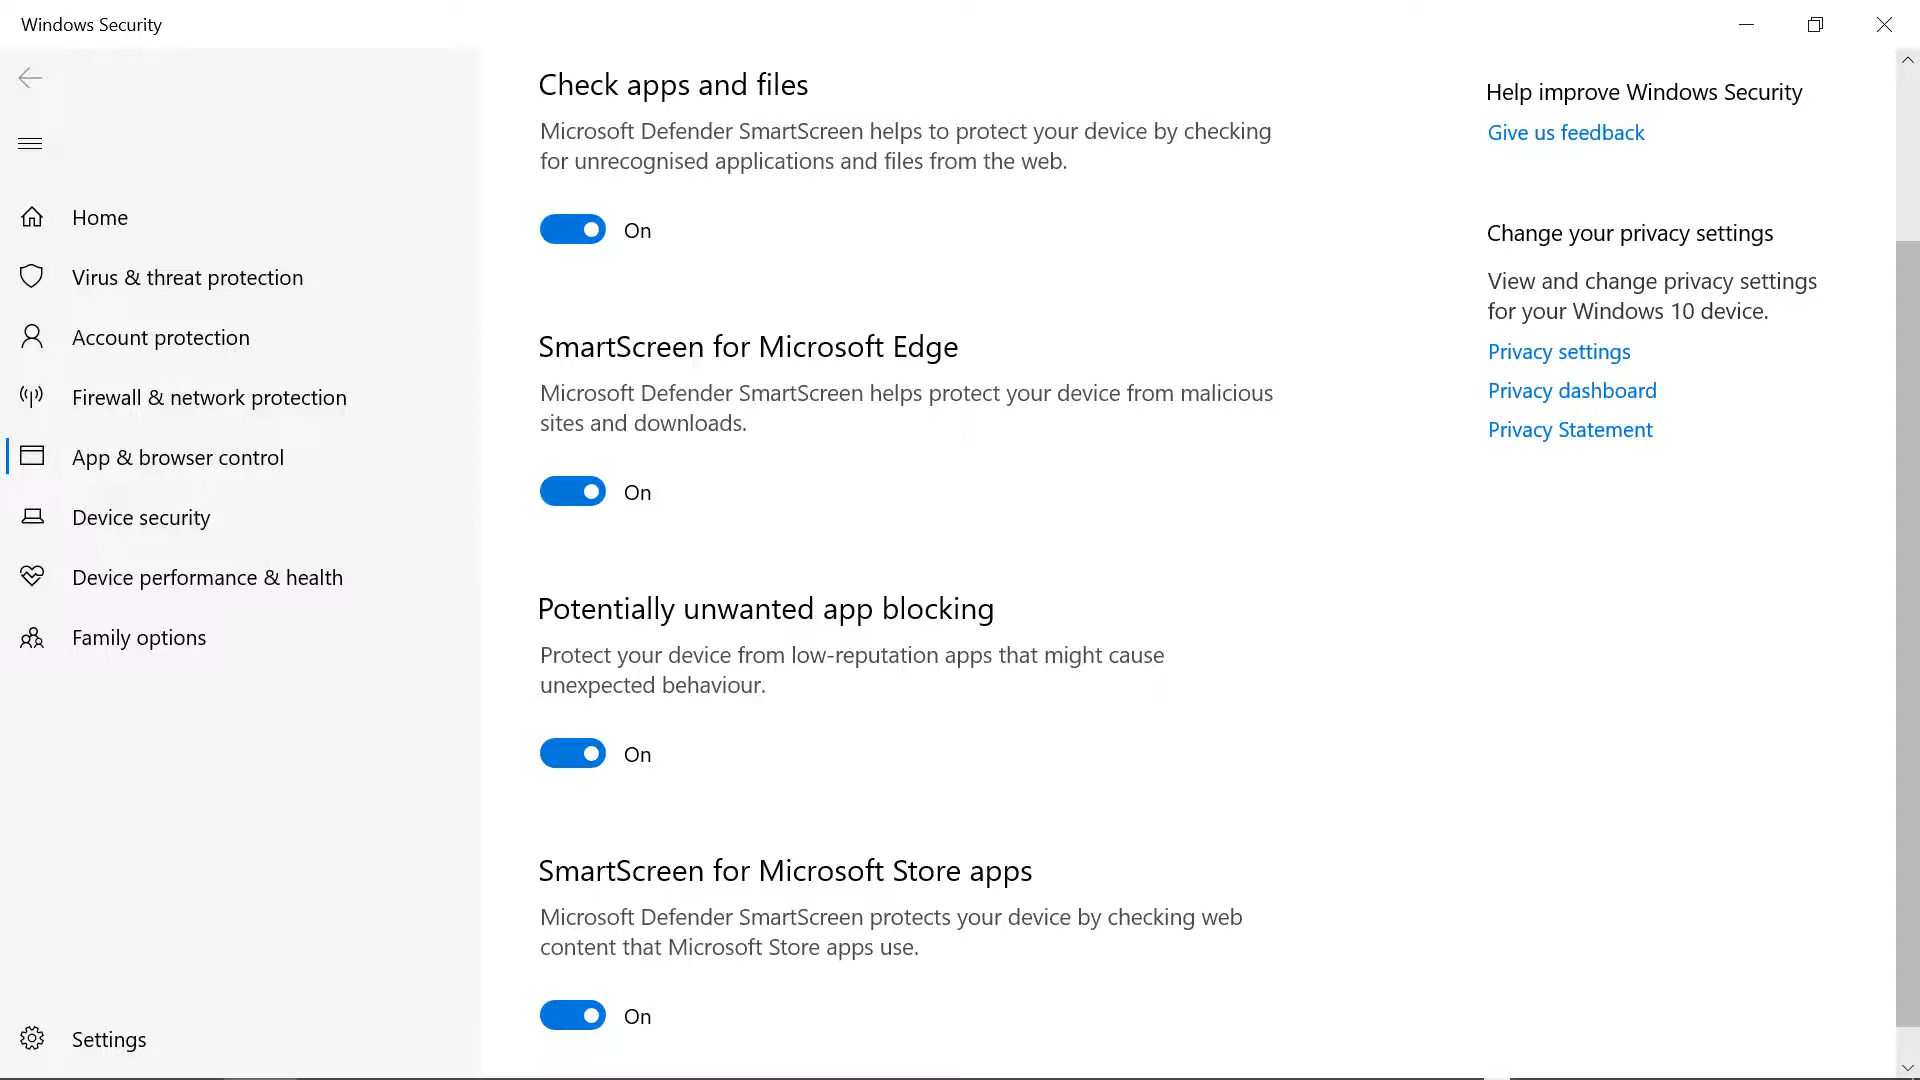 Windows Security
Home
Virus & threat protection
Account protection
Firewall & network protection
App & browser control
Device security
Device performance & health
Family options
Settings
Check apps and files
Microsoft Defender SmartScreen helps to protect your device by checking
for unrecognised applications and files from the web.
On
SmartScreen for Microsoft Edge
Microsoft Defender SmartScreen helps protect your device from malicious
sites and downloads.
On
Potentially unwanted app blocking
Protect your device from low-reputation apps that might cause
unexpected behaviour.
On
SmartScreen for Microsoft Store apps
Microsoft Defender SmartScreen protects your device by checking web
content that Microsoft Store apps use.
On
Help improve Windows Security
Give us feedback
Change your privacy settings
View and change privacy settings
for your Windows 10 device.
Privacy settings
Privacy dashboard
Privacy Statement